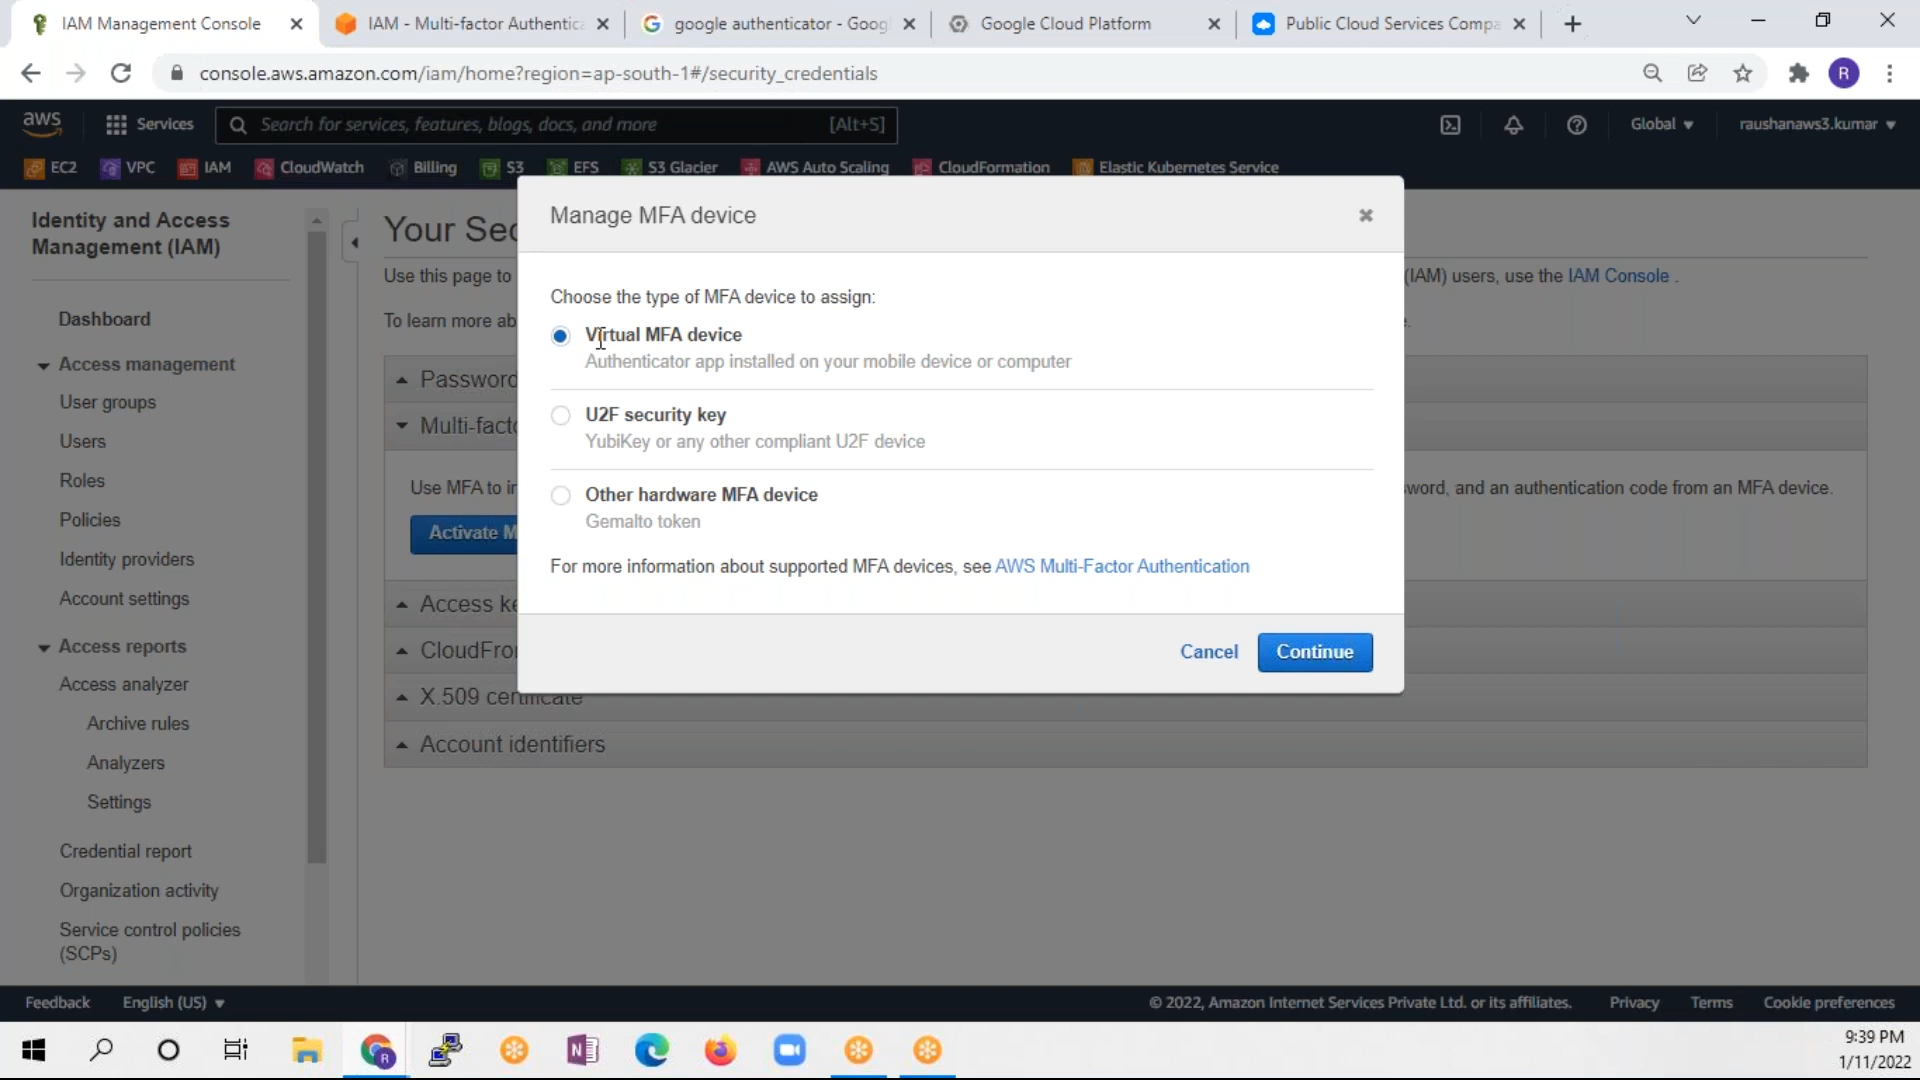 IAM Management Console
IAM - Multi-factor Authentica
google authenticator - Goog
Google Cloud Platform
Public Cloud Services Compa
console.aws.amazon.com/iam/home?region=ap-south-1#/security_credentials
R
aws
Services
Search for services, features, blogs, docs, and more
[Alt+S]
Global
raushanaws3.kumar
EC2
VPC
IAM
CloudWatch
Billing
S3
EFS
S3 Glacier
AWS Auto Scaling
CloudFormation
Elastic Kubernetes Service
Identity and Access
Management (IAM)
Dashboard
Access management
User groups
Users
Roles
Policies
Identity providers
Account settings
Access reports
Access analyzer
Archive rules
Analyzers
Settings
Credential report
Organization activity
Service control policies
(SCPs)
Your Sec
Use this page to
(IAM) users, use the IAM Console .
To learn more ab
Password
Multi-facto
Use MFA to in
sword, and an authentication code from an MFA device.
Activate M
Access ke
CloudFron
X.509 certificate
Account identifiers
Manage MFA device
Choose the type of MFA device to assign:
Virtual MFA device
Authenticator app installed on your mobile device or computer
U2F security key
YubiKey or any other compliant U2F device
Other hardware MFA device
Gemalto token
For more information about supported MFA devices, see AWS Multi-Factor Authentication
Cancel
Continue
Feedback
English (US)
© 2022, Amazon Internet Services Private Ltd. or its affiliates.
Privacy
Terms
Cookie preferences
R
N
9:39 PM
1/11/2022